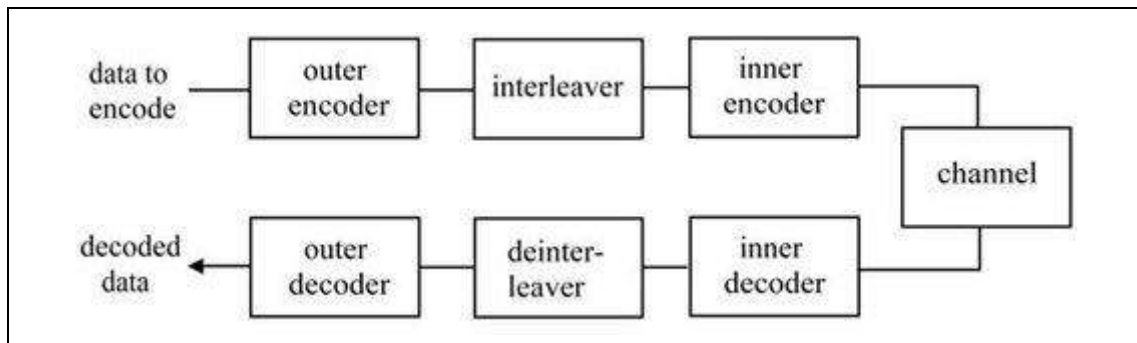 data to
encode
outer
encoder
interleaver
inner
encoder
channel
decoded
data
outer
decoder
deinter-
leaver
inner
decoder